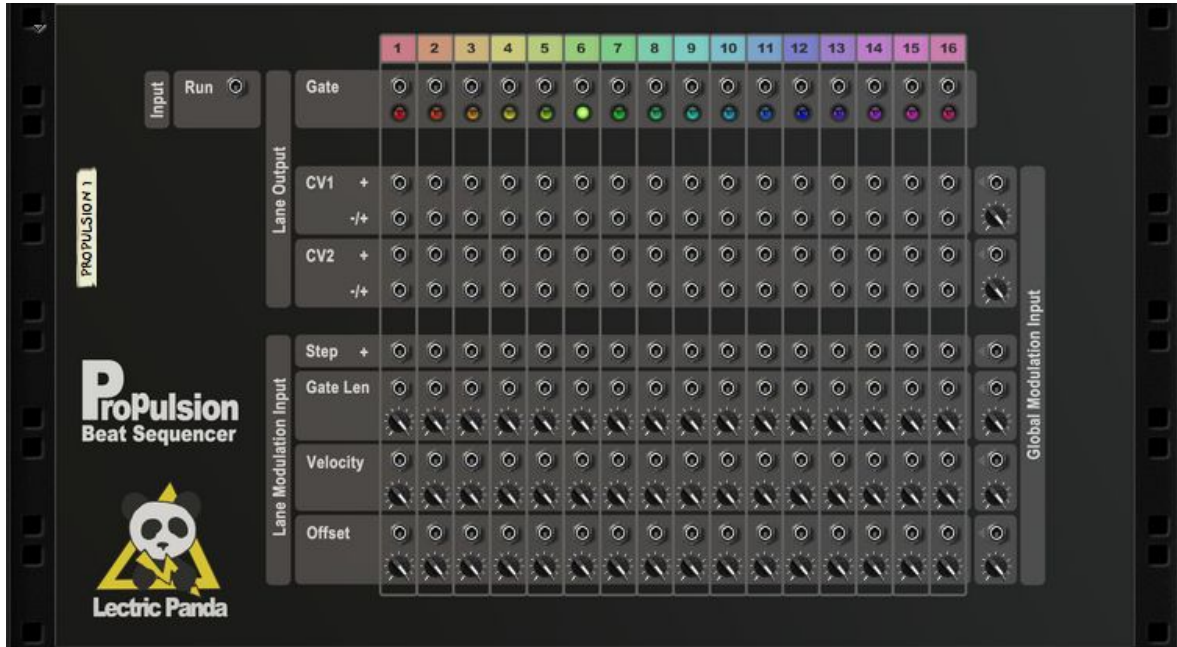 1 2 3 4 5 6 7 8 9 10 11 12 13 14 15 16
Input
Run
Lane Output
Gate
CV1 +
-/+
CV2 +
-/+
PROPULSION 1
Lane Modulation Input
Step +
Gate Len
Velocity
Offset
Global Modulation Input
ProPulsion
Beat Sequencer
Lectric Panda